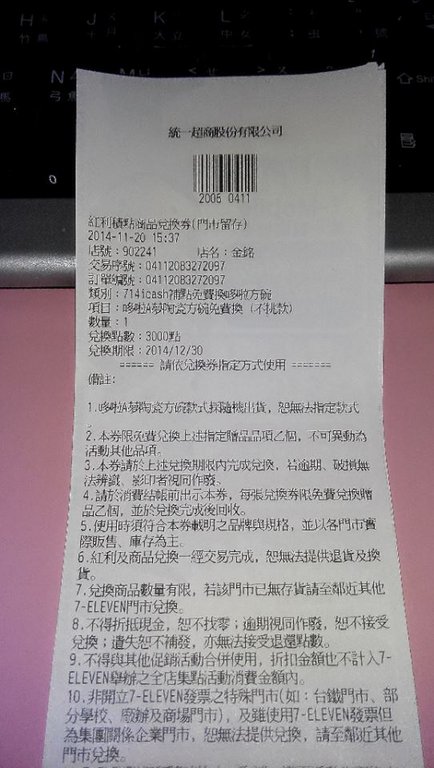 統一超商股份有限公司
2006 0411
紅利積點商品兌換券(門市留存)
2014-11-20 15:37
店號：902241 店名：金銘
交易序號：04112083272097
訂單編號：04112083272097
類別：714icash補點免費換哆啦方碗
項目：哆啦A夢陶瓷方碗免費換 (不挑款)
數量：1
兌換點數：3000點
兌換期限：2014/12/30
====== 請依兌換券指定方式使用 =======
備註：
1.哆啦A夢陶瓷方碗款式採隨機出貨，恕無法指定款式
。
2.本券限免費兌換上述指定贈品品項乙個，不可異動為
活動其他品項。
3.本券請於上述兌換期限內完成兌換，若逾期、破損無
法辨識、影印者視同作廢。
4.請於消費結帳前出示本券，每張兌換券限免費兌換贈
品乙個，並於兌換完成後回收。
5.使用時須符合本券載明之品牌與規格，並以各門市實
際販售、庫存為主。
6.紅利及商品兌換一經交易完成，恕無法提供退貨及換
貨。
7.兌換商品數量有限，若該門市已無存貨請至鄰近其他
7-ELEVEN門市兌換。
8.不得折抵現金，恕不找零；逾期視同作廢，恕不接受
兌換；遺失恕不補發，亦無法接受退還點數。
9.不得與其他促銷活動合併使用，折扣金額也不計入7-
ELEVEN舉辦之全店集點活動消費金額內。
10.非開立7-ELEVEN發票之特殊門市(如：台鐵門市、部
分學校、廠辦及商場門市)，及雖使用7-ELEVEN發票但
為集團關係企業門市，恕無法提供兌換，請至鄰近其他
門市兌換。